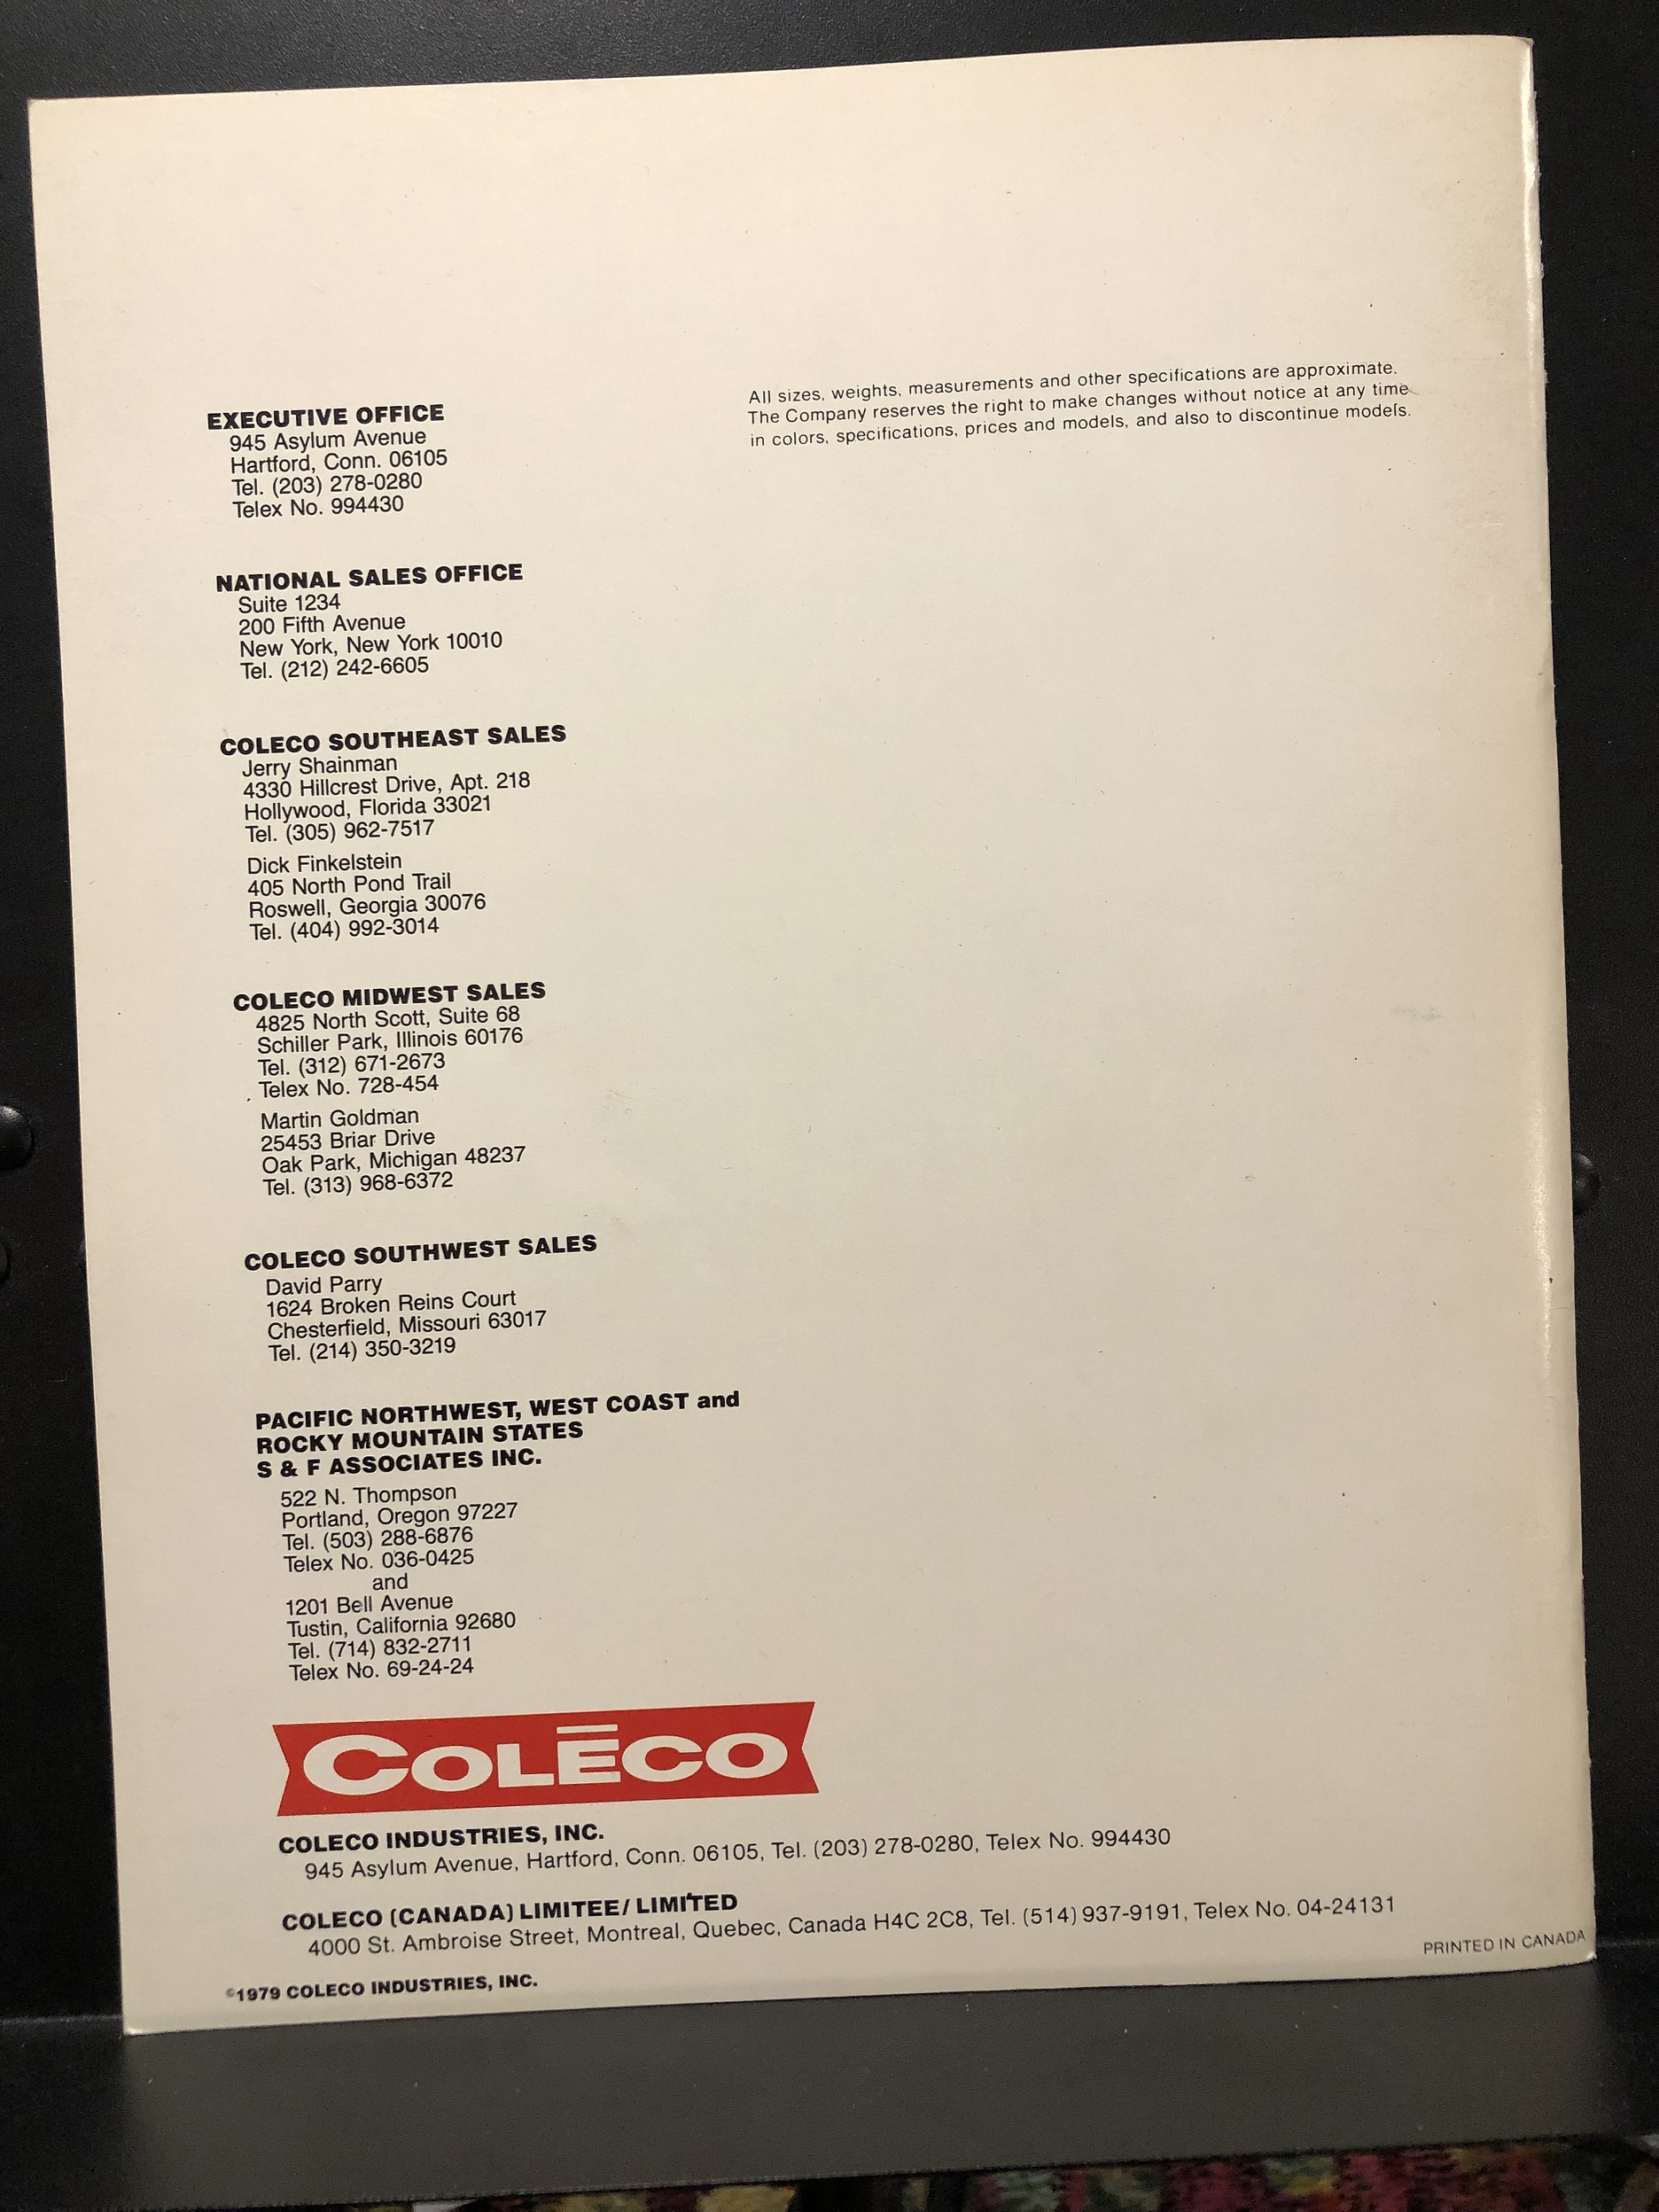 EXECUTIVE OFFICE
945 Asylum Avenue
Hartford, Conn. 06105
Tel. (203) 278-0280
Telex No. 994430
All sizes, weights, measurements and other specifications are approximate.
The Company reserves the right to make changes without notice at any time
in colors, specifications, prices and models, and also to discontinue models.
NATIONAL SALES OFFICE
Suite 1234
200 Fifth Avenue
New York, New York 10010
Tel. (212) 242-6605
COLECO SOUTHEAST SALES
Jerry Shainman
4330 Hillcrest Drive, Apt. 218
Hollywood, Florida 33021
Tel. (305) 962-7517
Dick Finkelstein
405 North Pond Trail
Roswell, Georgia 30076
Tel. (404) 992-3014
COLECO MIDWEST SALES
4825 North Scott, Suite 68
Schiller Park, Illinois 60176
Tel. (312) 671-2673
Telex No. 728-454
Martin Goldman
25453 Briar Drive
Oak Park, Michigan 48237
Tel. (313) 968-6372
COLECO SOUTHWEST SALES
David Parry
1624 Broken Reins Court
Chesterfield, Missouri 63017
Tel. (214) 350-3219
PACIFIC NORTHWEST, WEST COAST and
ROCKY MOUNTAIN STATES
S & F ASSOCIATES INC.
522 N. Thompson
Portland, Oregon 97227
Tel. (503) 288-6876
Telex No. 036-0425
and
1201 Bell Avenue
Tustin, California 92680
Tel. (714) 832-2711
Telex No. 69-24-24
COLĒCO
COLECO INDUSTRIES, INC.
945 Asylum Avenue, Hartford, Conn. 06105, Tel. (203) 278-0280, Telex No. 994430
COLECO (CANADA) LIMITEE/ LIMITED
4000 St. Ambroise Street, Montreal, Quebec, Canada H4C 2C8, Tel. (514) 937-9191, Telex No. 04-24131
PRINTED IN CANADA
©1979 COLECO INDUSTRIES, INC.